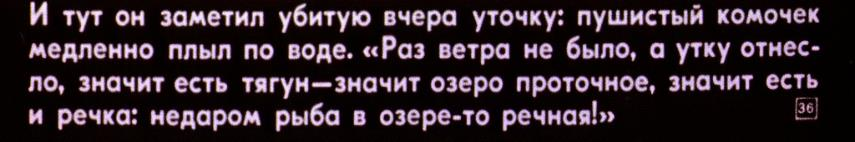 И тут он заметил убитую вчера уточку: пушистый комочек
медленно плыл по воде. «Раз ветра не было, а утку отнес-
ло, значит есть тягун—значит озеро проточное, значит есть
и речка: недаром рыба в озере-то речная!»
36